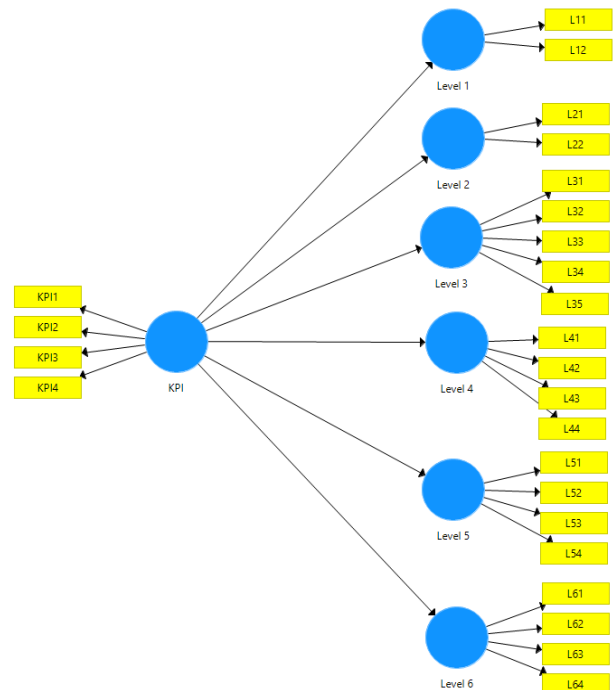 L11
L12
Level 1
L21
L22
Level 2
L31
L32
L33
L34
L35
Level 3
KPI1
KPI2
KPI3
KPI4
KPI
L41
L42
L43
L44
Level 4
L51
L52
L53
L54
Level 5
L61
L62
L63
L64
Level 6